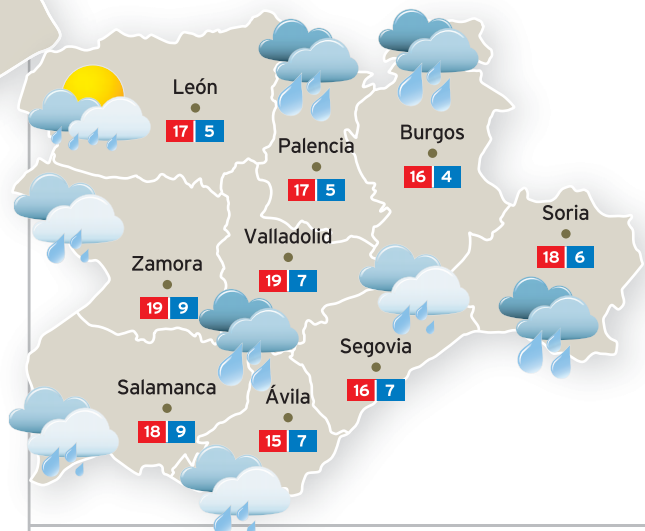 León
17 5
Palencia
17 5
Burgos
16 4
Soria
18 6
Valladolid
19 7
Zamora
19 9
Segovia
16 7
Salamanca
18 9
Ávila
15 7